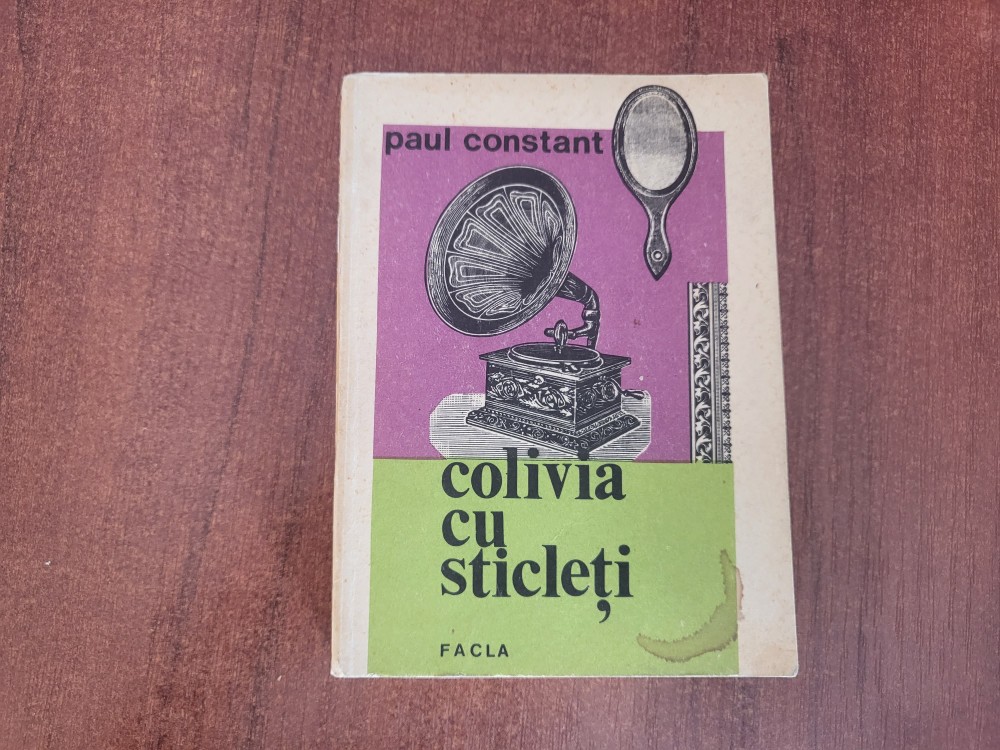 paul constant
colivia
cu
sticleți
FACLA